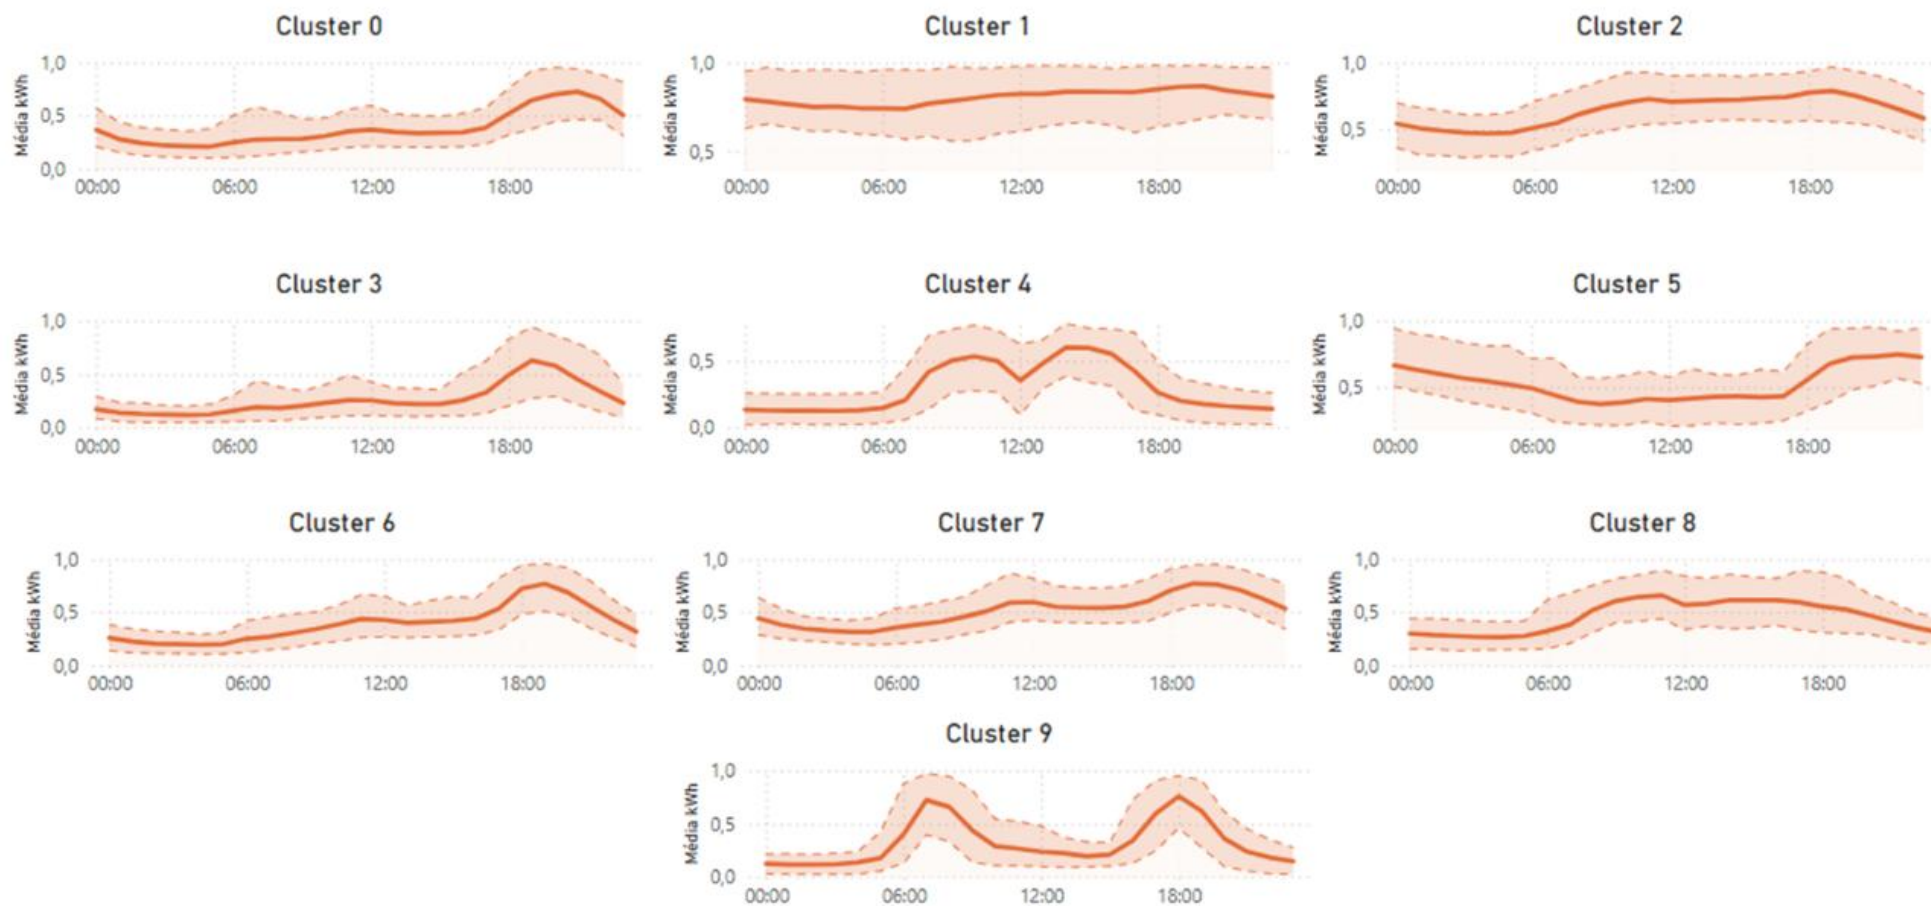 Cluster 0
Média kWh
1,0
0,5
0,0
00:00 06:00 12:00 18:00
Cluster 1
Média kWh
1,0
0,5
00:00 06:00 12:00 18:00
Cluster 2
Média kWh
1,0
0,5
00:00 06:00 12:00 18:00
Cluster 3
Média kWh
1,0
0,5
0,0
00:00 06:00 12:00 18:00
Cluster 4
Média kWh
0,5
0,0
00:00 06:00 12:00 18:00
Cluster 5
Média kWh
1,0
0,5
00:00 06:00 12:00 18:00
Cluster 6
Média kWh
1,0
0,5
0,0
00:00 06:00 12:00 18:00
Cluster 7
Média kWh
1,0
0,5
0,0
00:00 06:00 12:00 18:00
Cluster 8
Média kWh
1,0
0,5
0,0
00:00 06:00 12:00 18:00
Cluster 9
Média kWh
1,0
0,5
0,0
00:00 06:00 12:00 18:00